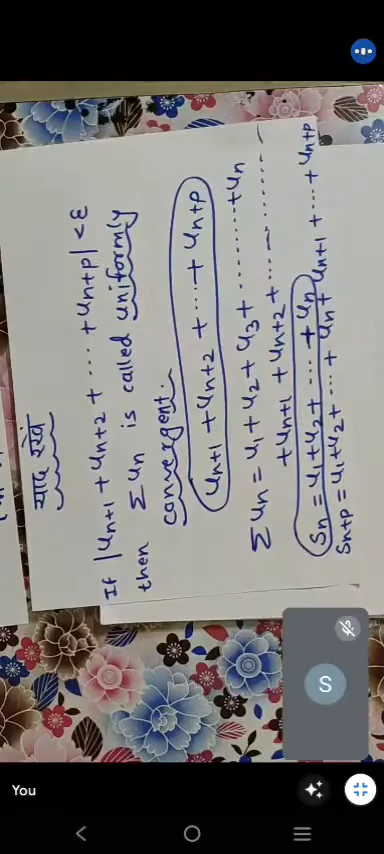 याद रखें
If |un+1 + un+2 + ... + un+p| < ε
then Σ un is called uniformly
convergent.
un+1 + un+2 + ... + un+p
Σ un = u1 + u2 + u3 + ........ + un
+ un+1 + un+2 + ...
Sn = u1 + u2 + ... + un
Sn+p = u1 + u2 + ... + un + un+1 + ... + un+p
S
You